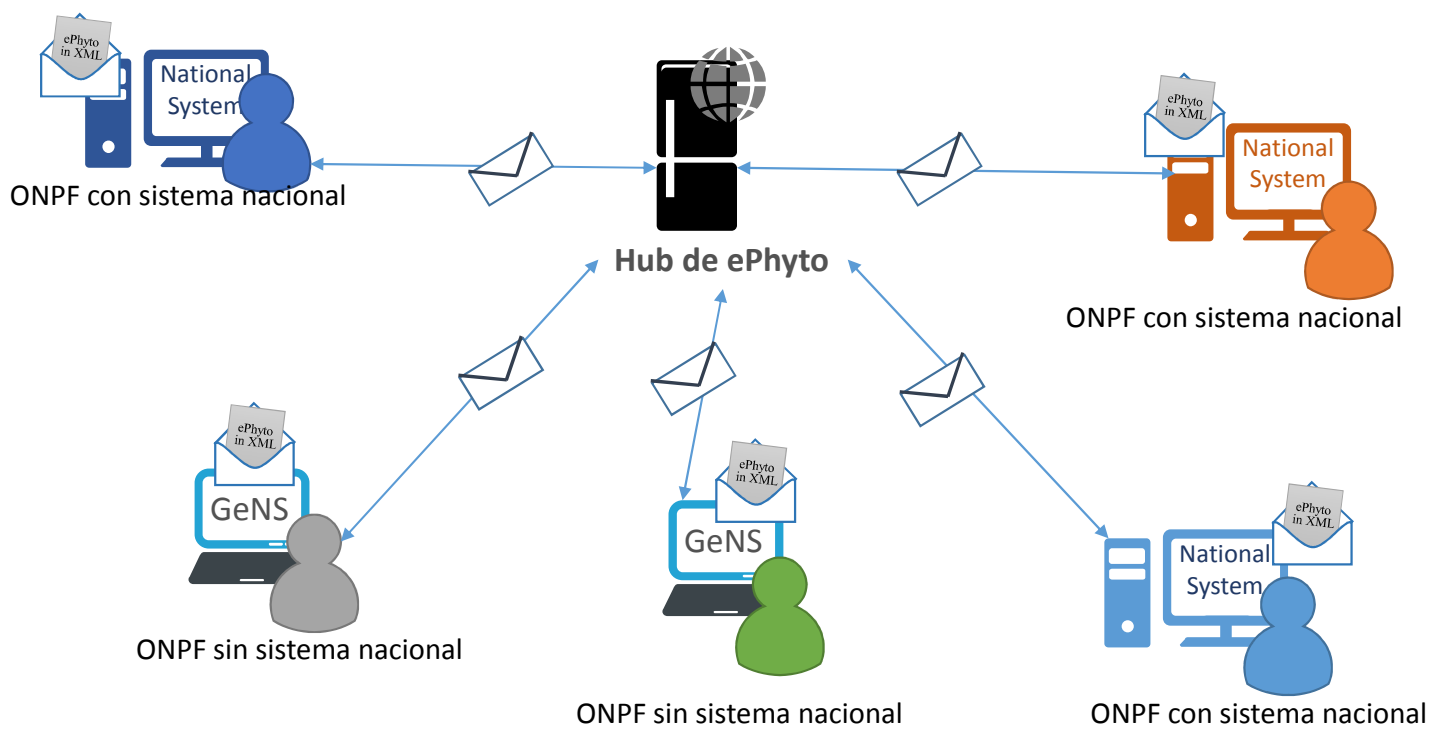 ePhyto
in XML
National
System
ONPF con sistema nacional
ePhyto
in XML
National
System
ONPF con sistema nacional
Hub de ePhyto
ePhyto
in XML
GeNS
ONPF sin sistema nacional
ePhyto
in XML
GeNS
ONPF sin sistema nacional
ePhyto
in XML
National
System
ONPF con sistema nacional